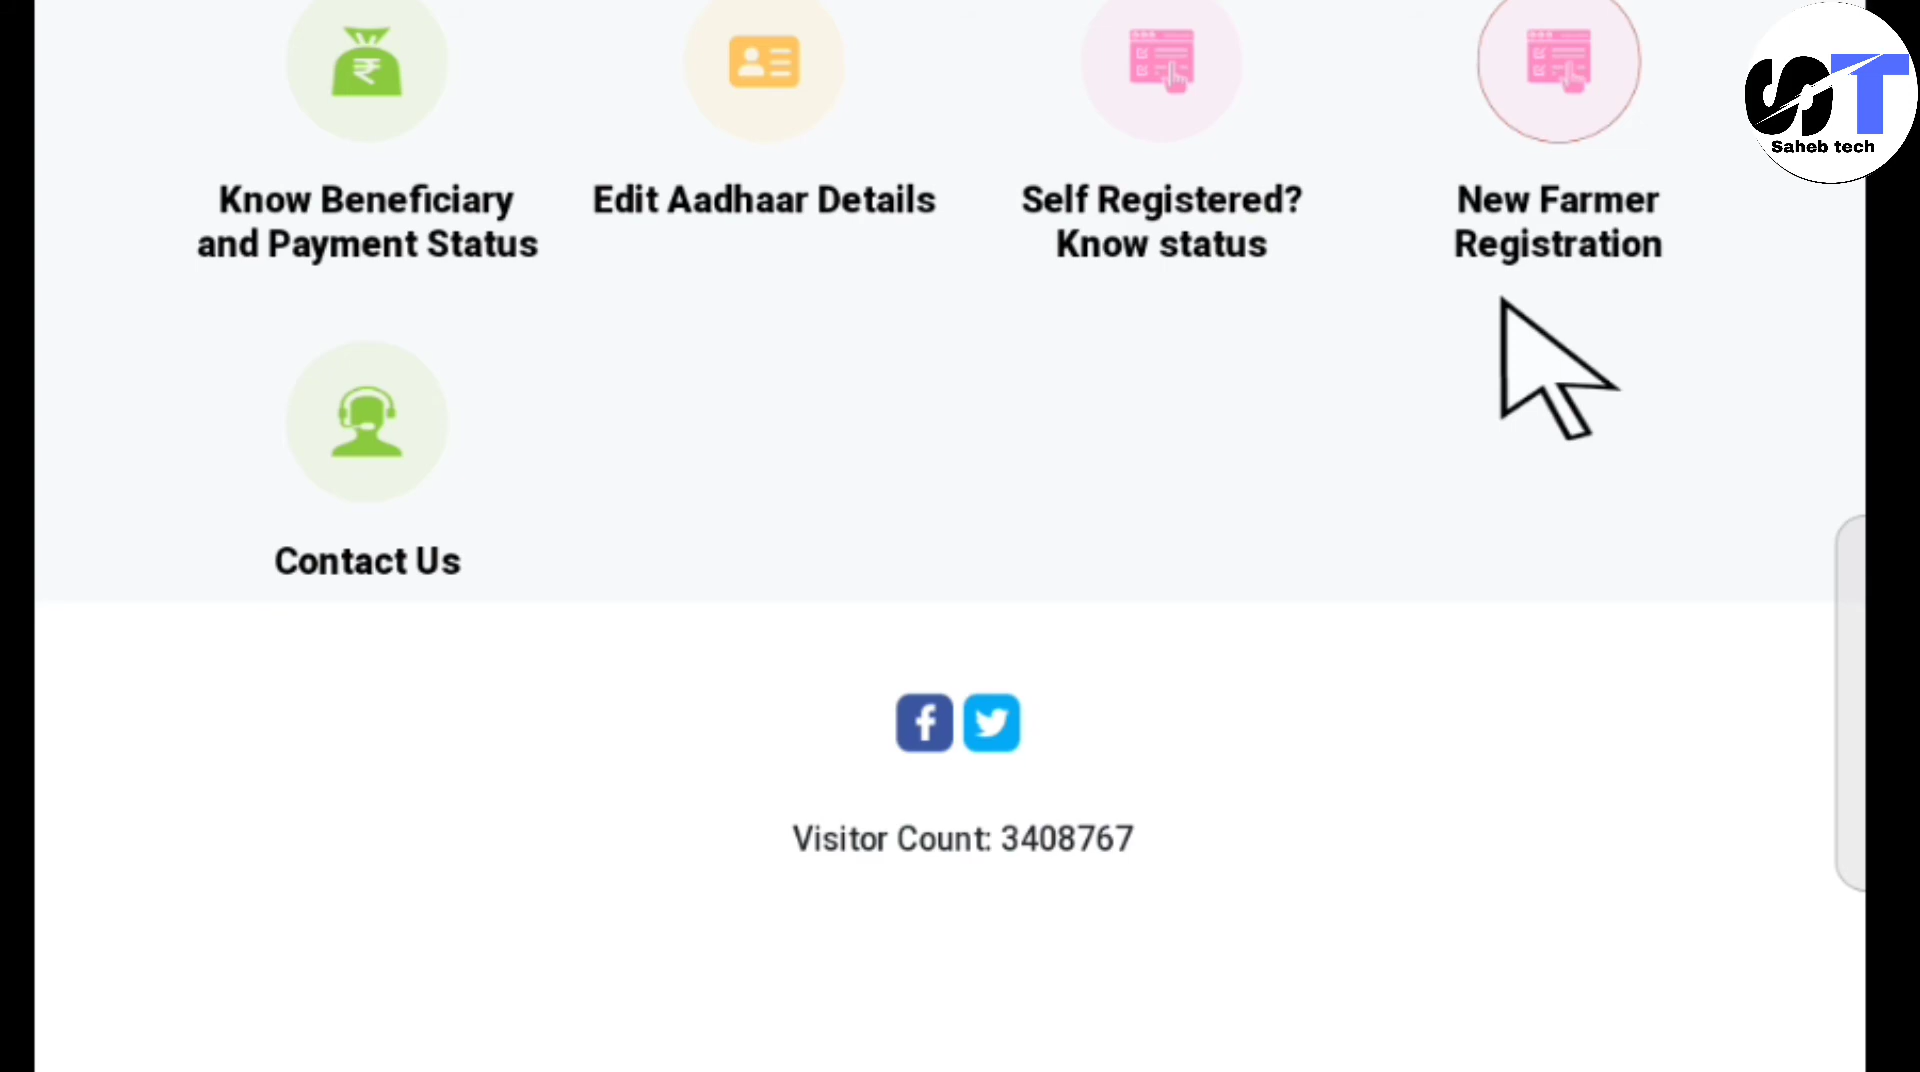 ST
Saheb tech
Know Beneficiary
and Payment Status
Edit Aadhaar Details
Self Registered?
Know status
New Farmer
Registration
Contact Us
Visitor Count: 3408767